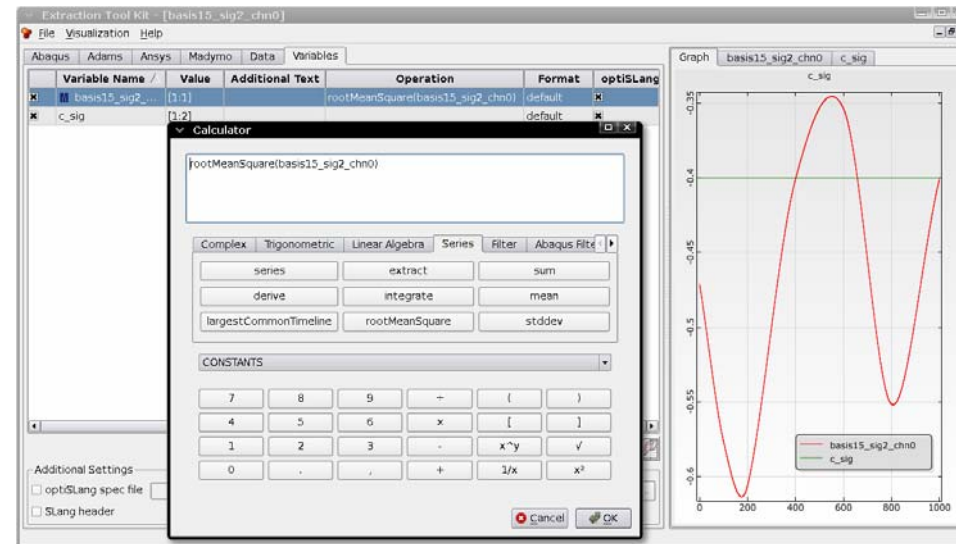 Extraction Tool Kit - [basis15_sig2_chn0]
File Visualization Help
Abaqus Adams Ansys Madymo Data Variables
Variable Name / Value Additional Text Operation Format optiSLang
basis15_sig2_... [1:1] rootMeanSquare(basis15_sig2_chn0) default
c_sig [1:2] default
Calculator
rootMeanSquare(basis15_sig2_chn0)
Complex Trigonometric Linear Algebra Series Filter Abaqus Filte
series extract sum
derive integrate mean
largestCommonTimeline rootMeanSquare stddev
CONSTANTS
7 8 9 ÷ ( )
4 5 6 x [ ]
1 2 3 - x^y √
0 . , + 1/x x²
Cancel OK
Additional Settings
optiSLang spec file
SLang header
Graph basis15_sig2_chn0 c_sig
c_sig
-0.35
-0.4
-0.45
-0.5
-0.55
-0.6
basis15_sig2_chn0
c_sig
0 200 400 600 800 1000